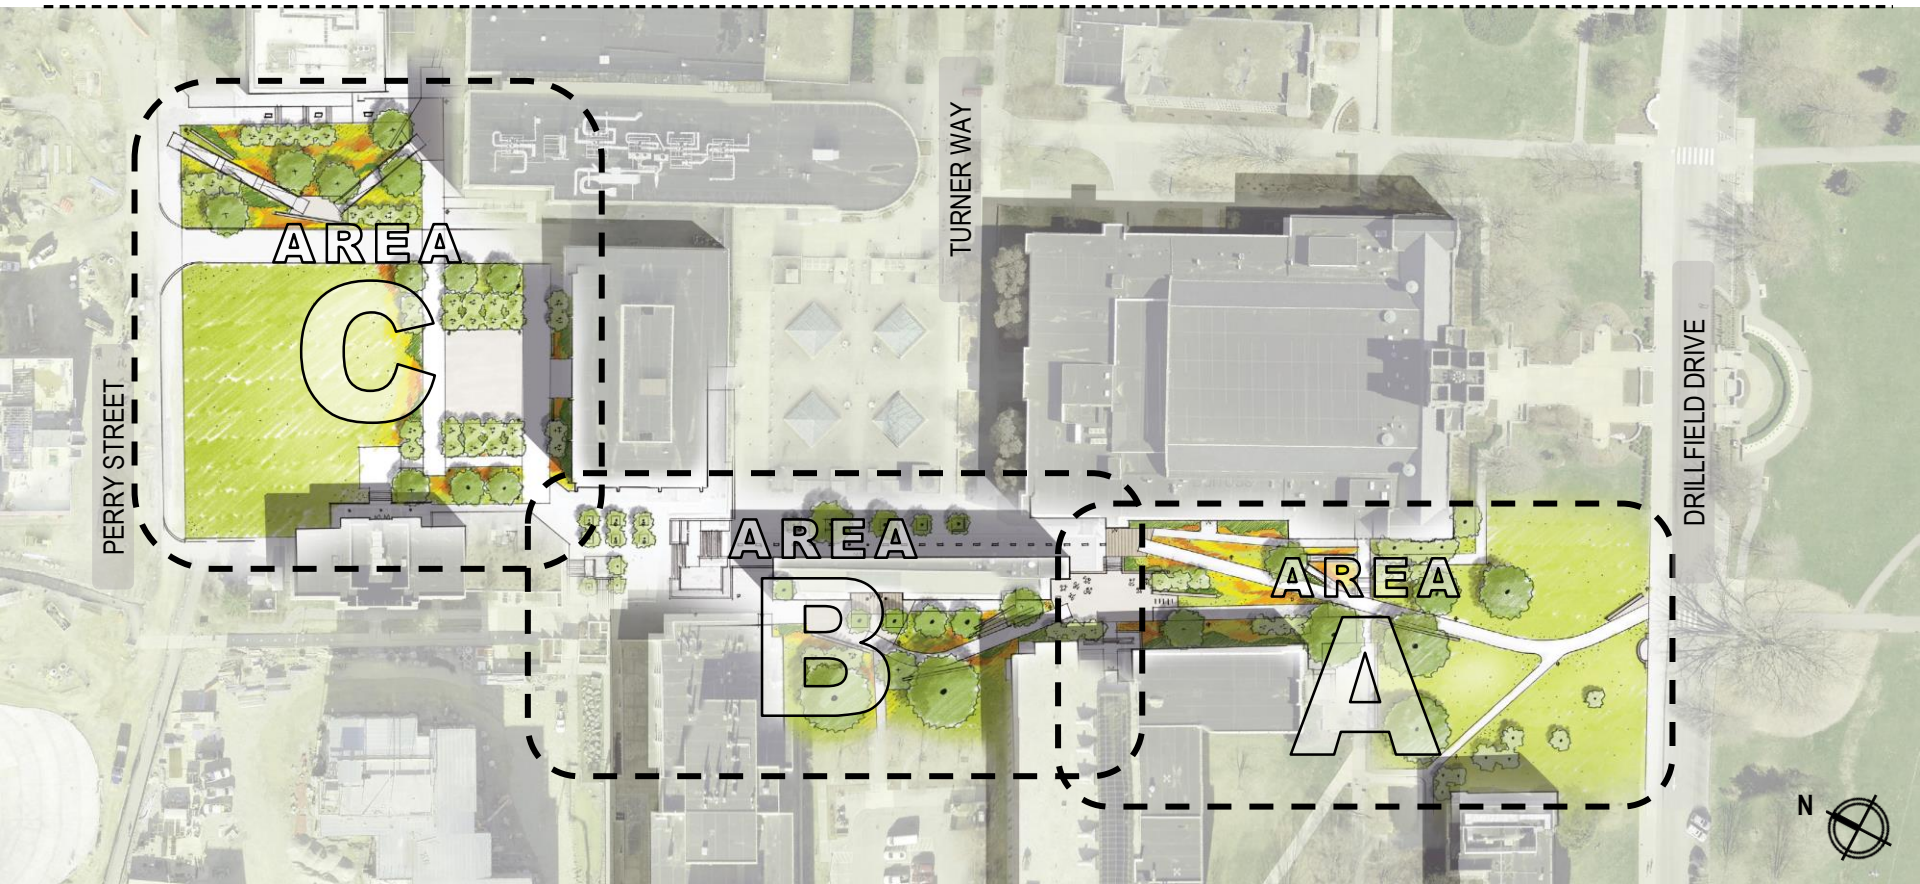 TURNER WAY
AREA
C
DRILLFIELD DRIVE
PERRY STREET
AREA
B
AREA
A
N